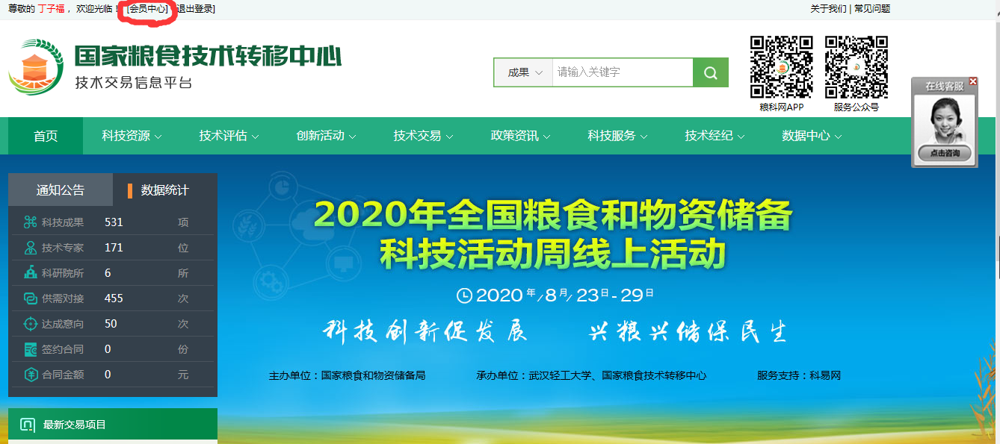 尊敬的 丁子福 ， 欢迎光临！ [会员中心] [退出登录]
关于我们 | 常见问题
国家粮食技术转移中心
技术交易信息平台
成果 请输入关键字
粮科网APP 服务公众号
在线客服
点击咨询
首页 科技资源 技术评估 创新活动 技术交易 政策资讯 科技服务 技术经纪 数据中心
通知公告 数据统计
科技成果 531 项
技术专家 171 位
科研院所 6 所
供需对接 455 次
达成意向 50 次
签约合同 0 份
合同金额 0 元
最新交易项目
2020年全国粮食和物资储备
科技活动周线上活动
2020年/8月/23日-29日
科技创新促发展 兴粮兴储保民生
主办单位：国家粮食和物资储备局 承办单位：武汉轻工大学、国家粮食技术转移中心 服务支持：科易网